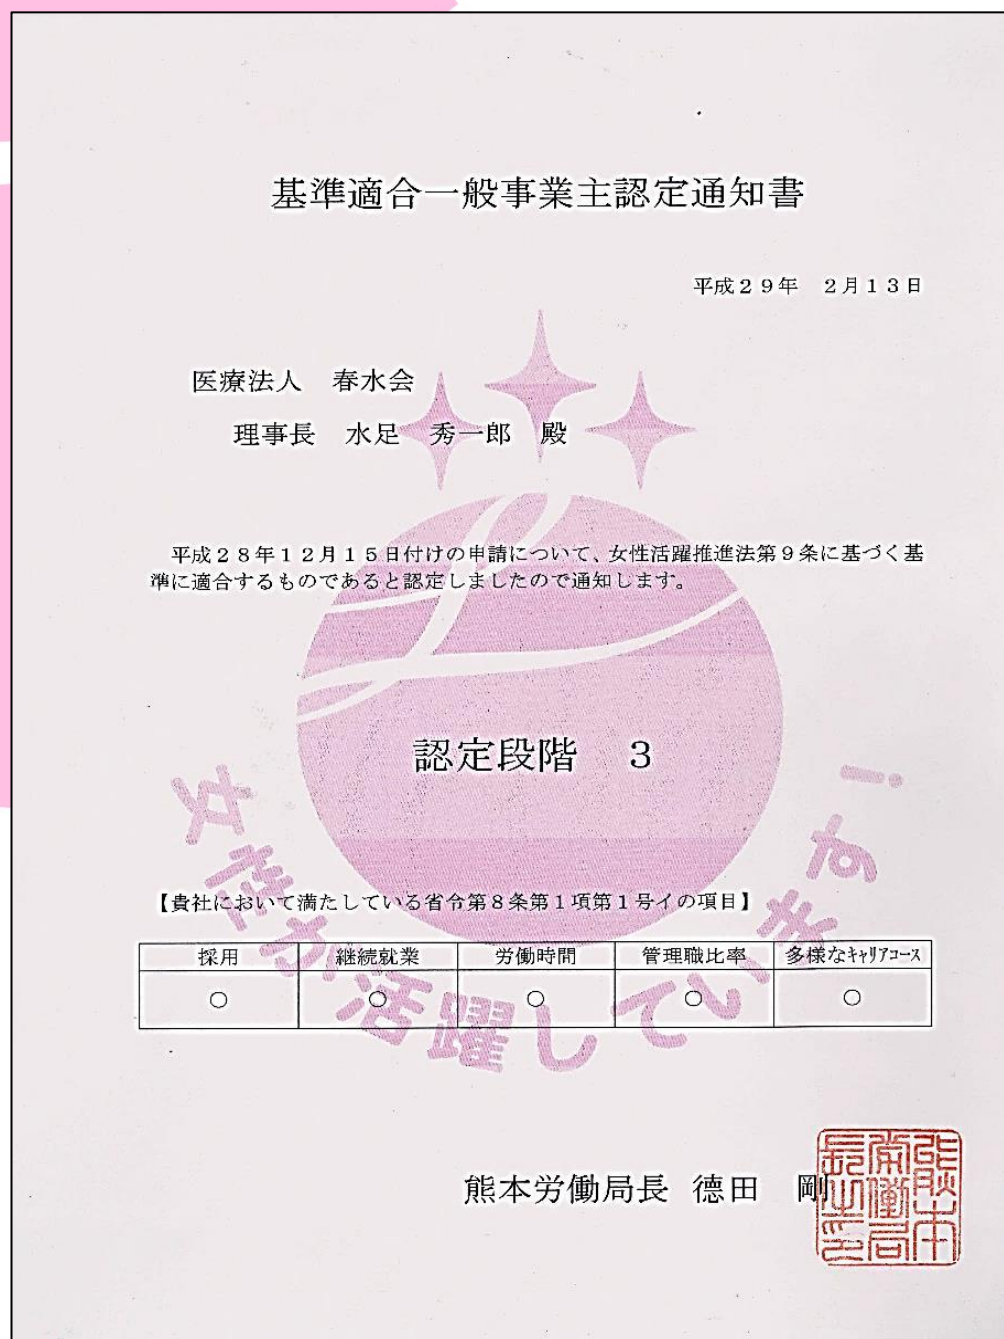 基準適合一般事業主認定通知書
平成２９年　２月１３日
医療法人　春水会
理事長　水足　秀一郎　殿
平成２８年１２月１５日付けの申請について、女性活躍推進法第９条に基づく基
準に適合するものであると認定しましたので通知します。
認定段階　３
女性が活躍しています！
【貴社において満たしている省令第８条第１項第１号イの項目】
採用　継続就業　労働時間　管理職比率　多様なｷｬﾘｱｺｰｽ
○　○　○　○　○
熊本労働局長　德田　剛
熊本労働局長之印